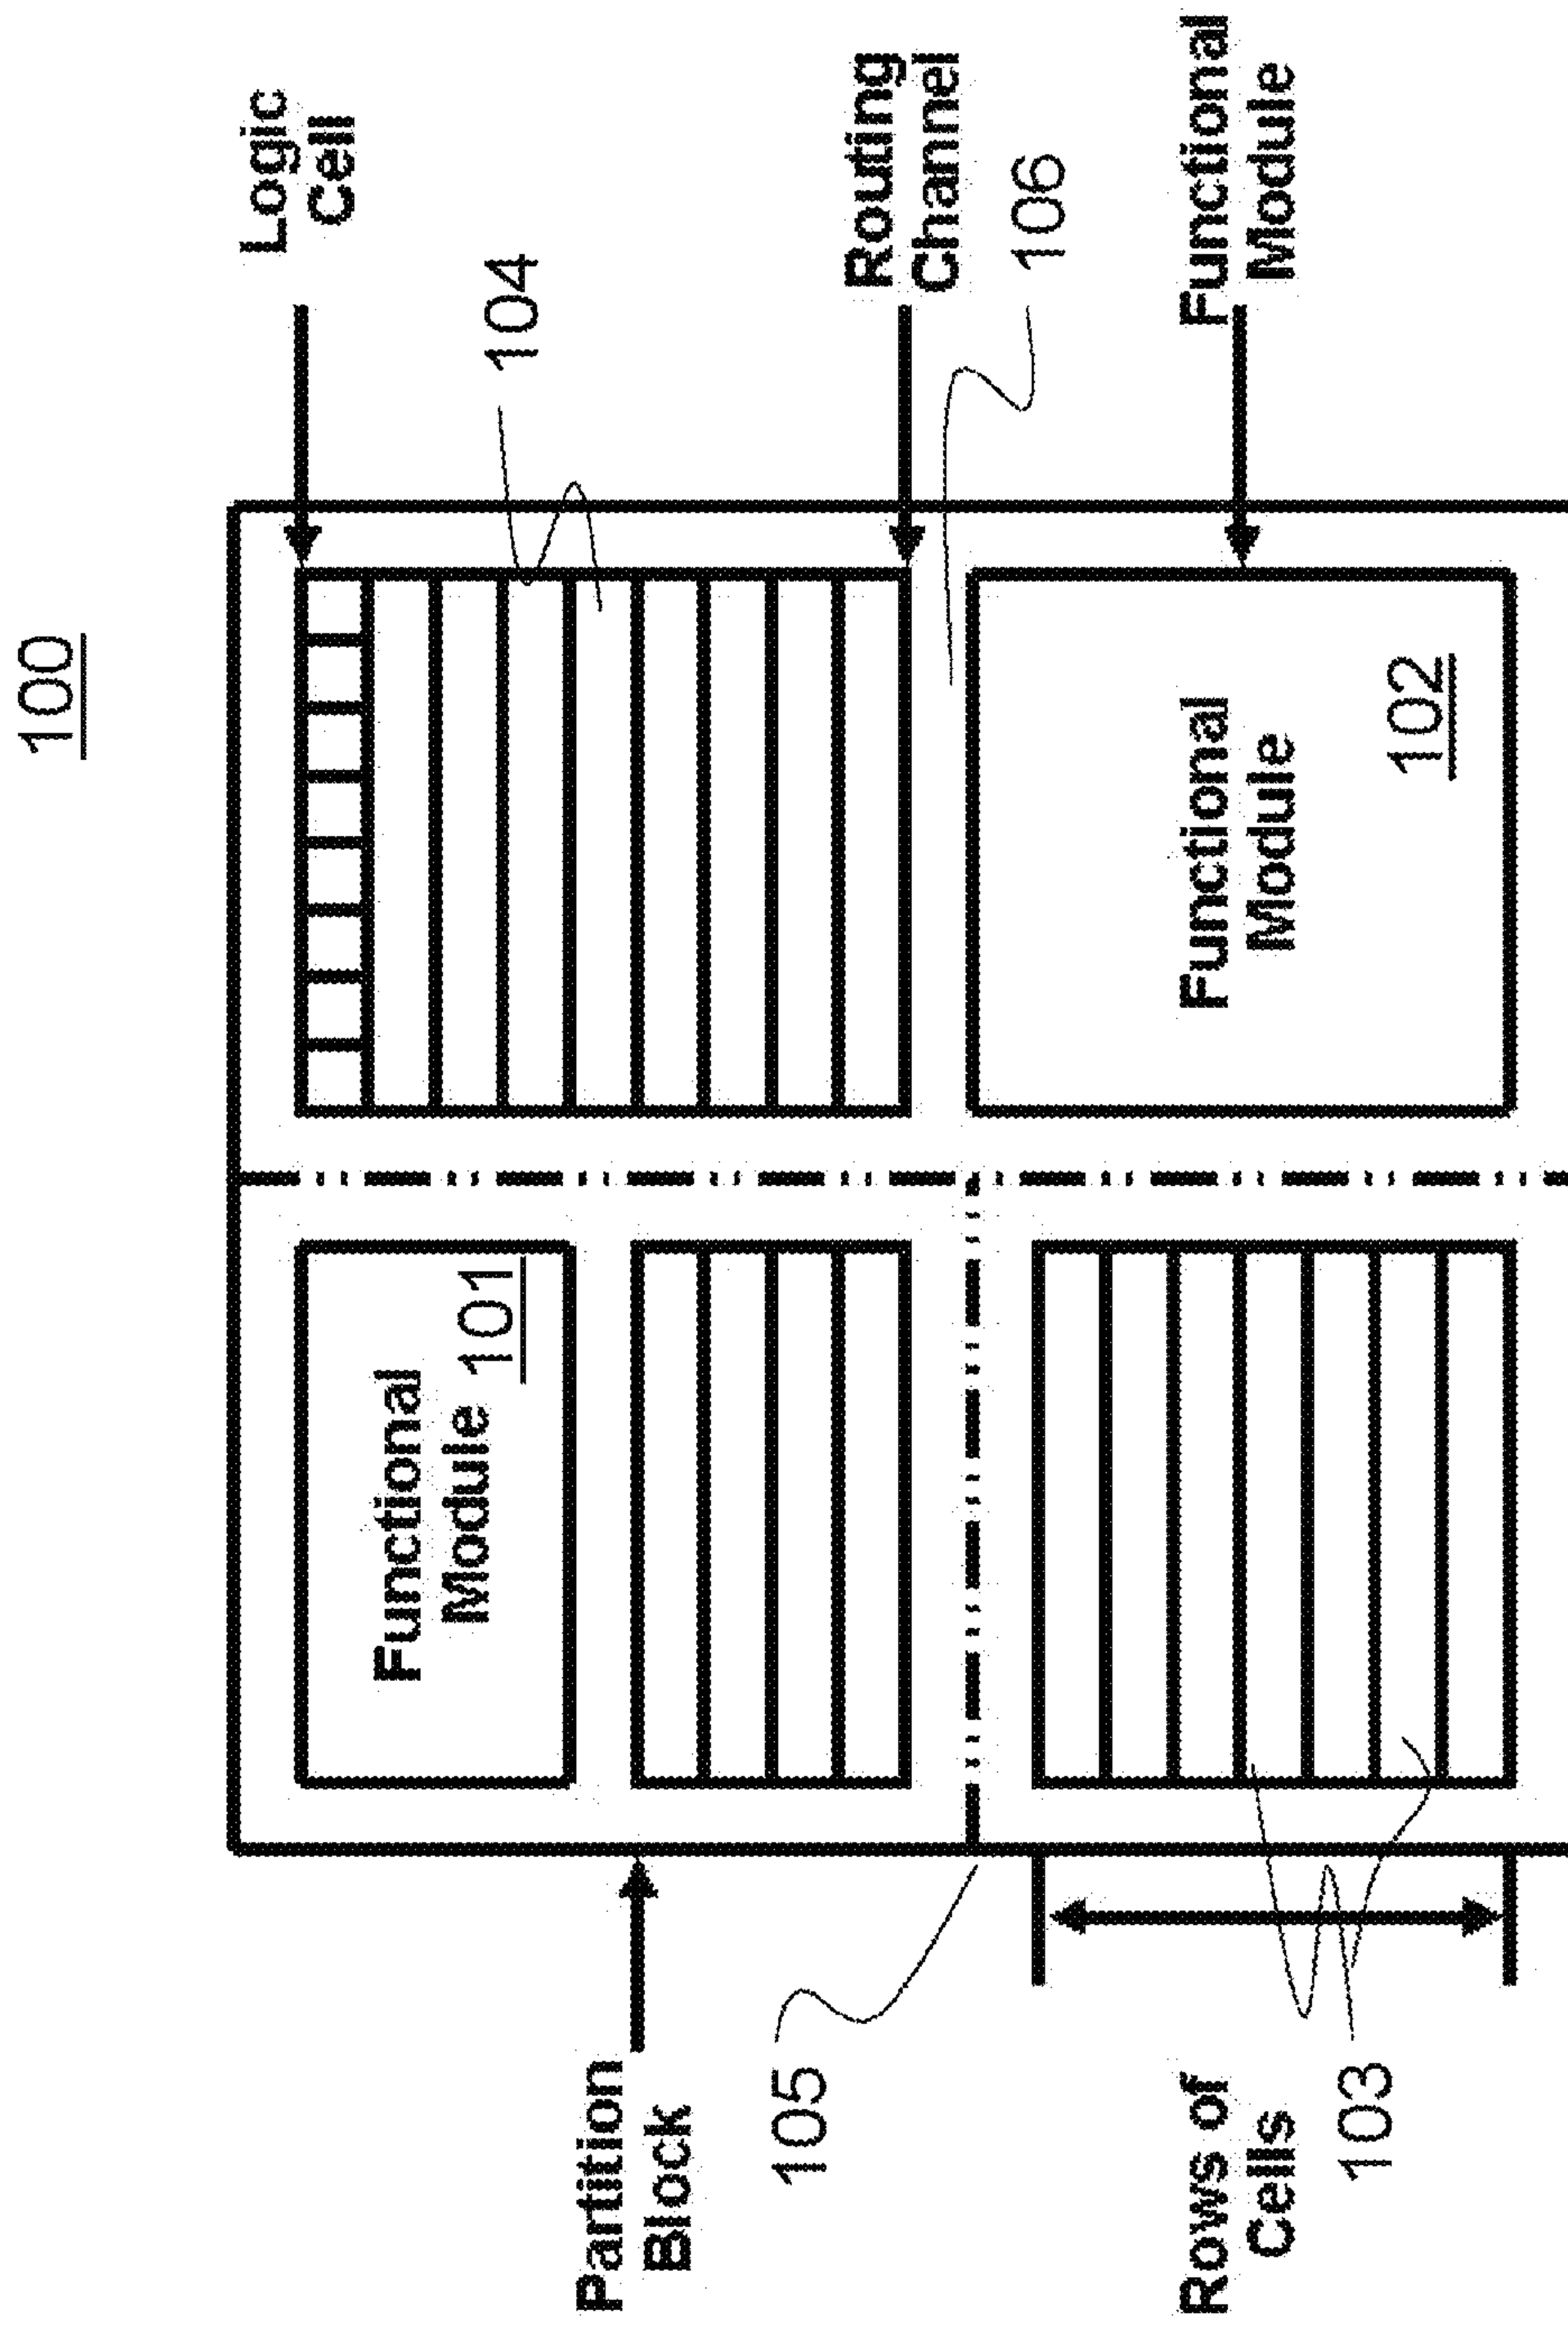 100
Logic
Cell
104
Routing
Channel
106
Functional
Module
Functional
Module
101
Functional
Module
102
Partition
Block
105
Rows of
Cells
103